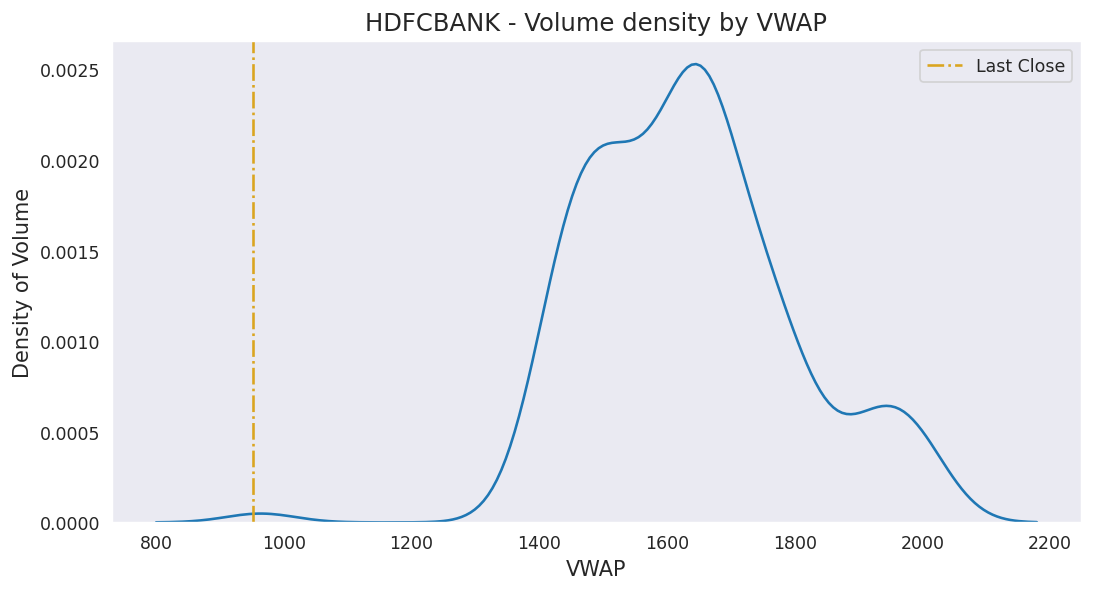 HDFCBANK - Volume density by VWAP
Last Close
Density of Volume
0.0025
0.0020
0.0015
0.0010
0.0005
0.0000
800 1000 1200 1400 1600 1800 2000 2200
VWAP